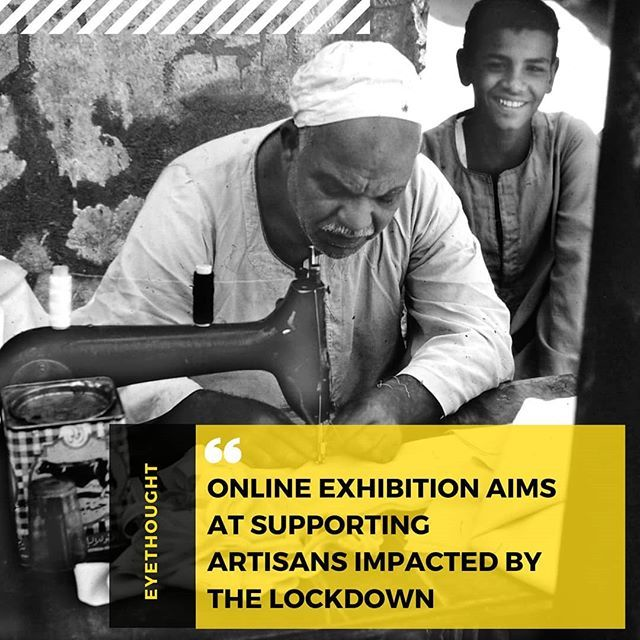 EYETHOUGHT
“
ONLINE EXHIBITION AIMS
AT SUPPORTING
ARTISANS IMPACTED BY
THE LOCKDOWN